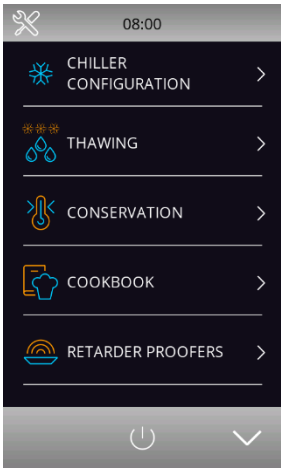 08:00
CHILLER
CONFIGURATION
THAWING
CONSERVATION
COOKBOOK
RETARDER PROOFERS